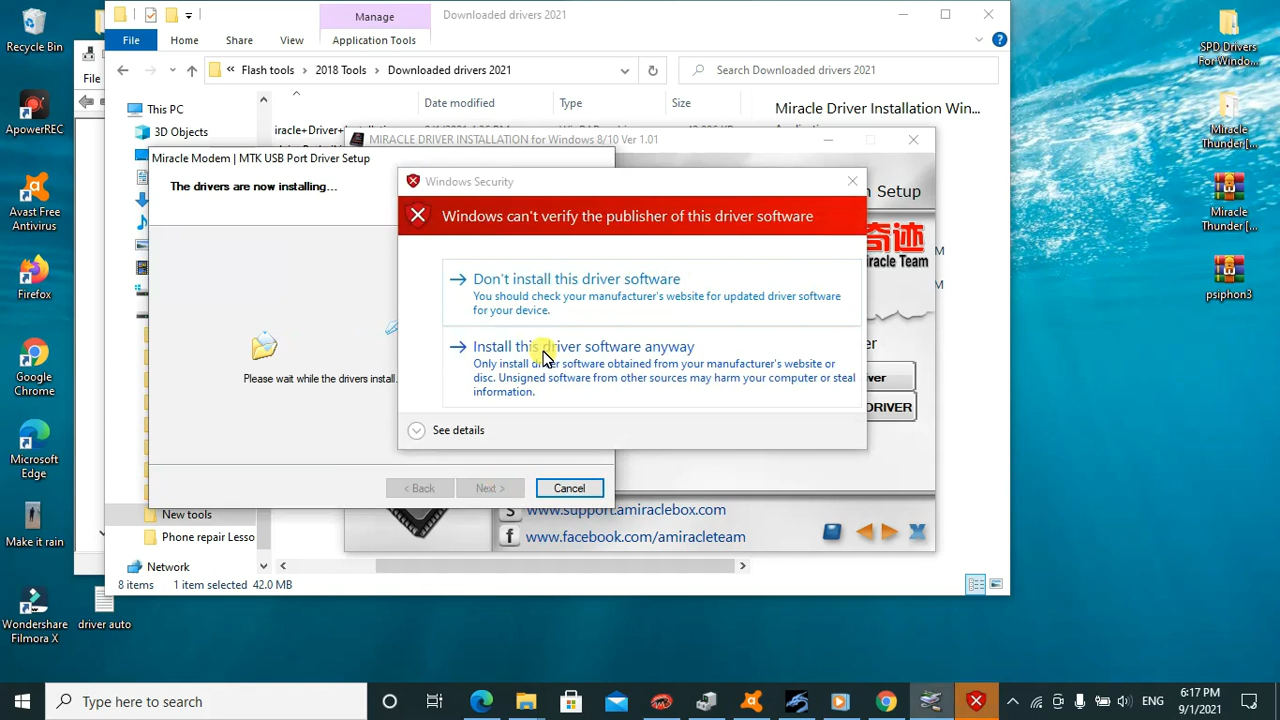 Manage
Downloaded drivers 2021
File
Home
Share
View
Application Tools
Flash tools
2018 Tools
Downloaded drivers 2021
Search Downloaded drivers 2021
This PC
3D Objects
Date modified
Type
Size
Miracle Driver Installation Win...
MIRACLE DRIVER INSTALLATION for Windows 8/10 Ver 1.01
Miracle Modem | MTK USB Port Driver Setup
The drivers are now installing...
Please wait while the drivers install.
< Back
Next >
Cancel
Windows Security
Windows can't verify the publisher of this driver software
Don't install this driver software
You should check your manufacturer's website for updated driver software
for your device.
Install this driver software anyway
Only install driver software obtained from your manufacturer's website or
disc. Unsigned software from other sources may harm your computer or steal
information.
See details
Setup
奇迹
Miracle Team
DRIVER
www.support.amiraclebox.com
www.facebook.com/amiracleteam
New tools
Phone repair Lesso
Network
8 items
1 item selected
42.0 MB
Recycle Bin
File
ApowerREC
Avast Free
Antivirus
Firefox
Google
Chrome
Microsoft
Edge
Make it rain
Wondershare
Filmora X
driver auto
SPD Drivers
For Windo...
Miracle
Thunder [...
Miracle
Thunder [...
psiphon3
Type here to search
ENG
6:17 PM
9/1/2021